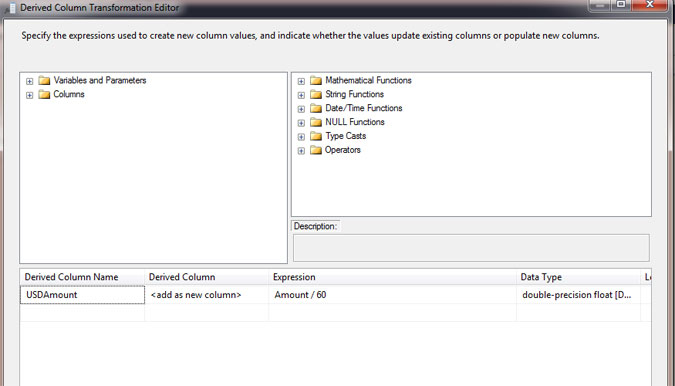 Derived Column Transformation Editor
Specify the expressions used to create new column values, and indicate whether the values update existing columns or populate new columns.
Variables and Parameters
Columns
Mathematical Functions
String Functions
Date/Time Functions
NULL Functions
Type Casts
Operators
Description:
Derived Column Name Derived Column Expression Data Type
USDAmount <add as new column> Amount / 60 double-precision float [D...